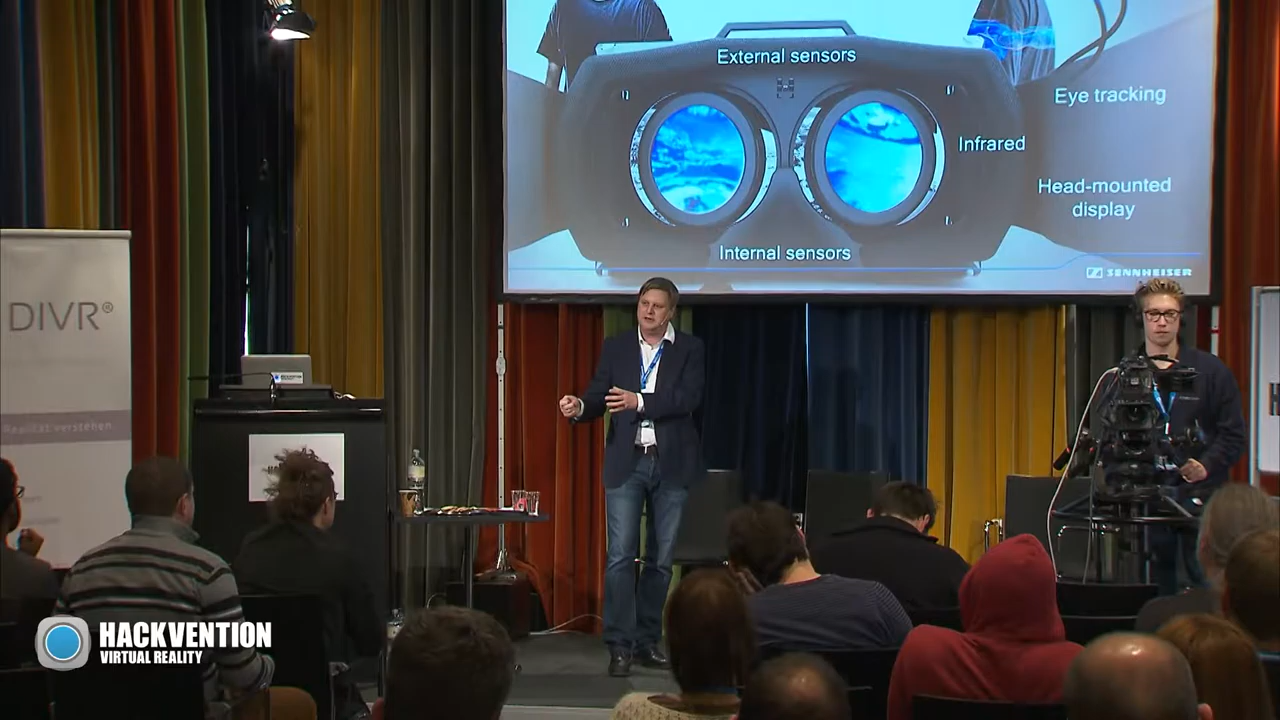 External sensors
Eye tracking
Infrared
Head-mounted
display
Internal sensors
SENNHEISER
DIVR®
Realität verstehen.
HACKVENTION
VIRTUAL REALITY